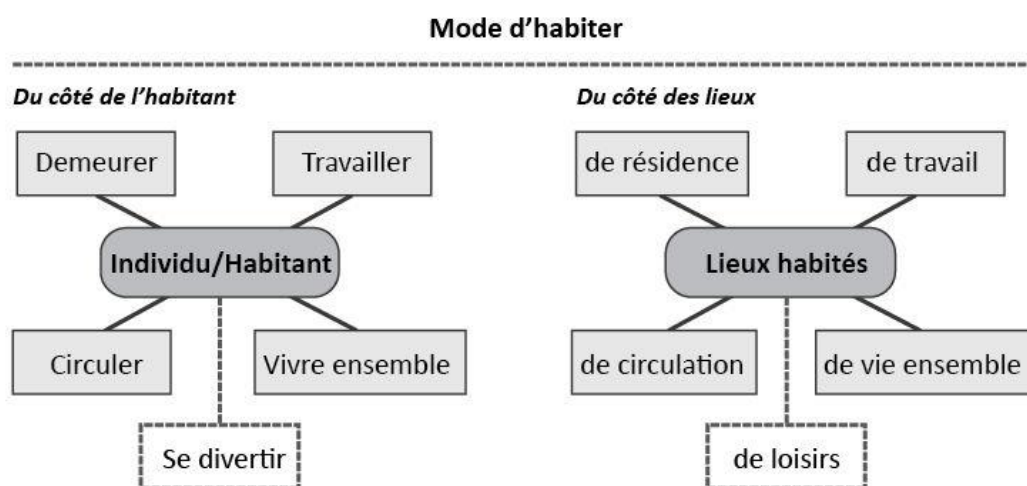 Mode d'habiter
Du côté de l'habitant
Demeurer
Travailler
Individu/Habitant
Circuler
Vivre ensemble
Se divertir
Du côté des lieux
de résidence
de travail
Lieux habités
de circulation
de vie ensemble
de loisirs